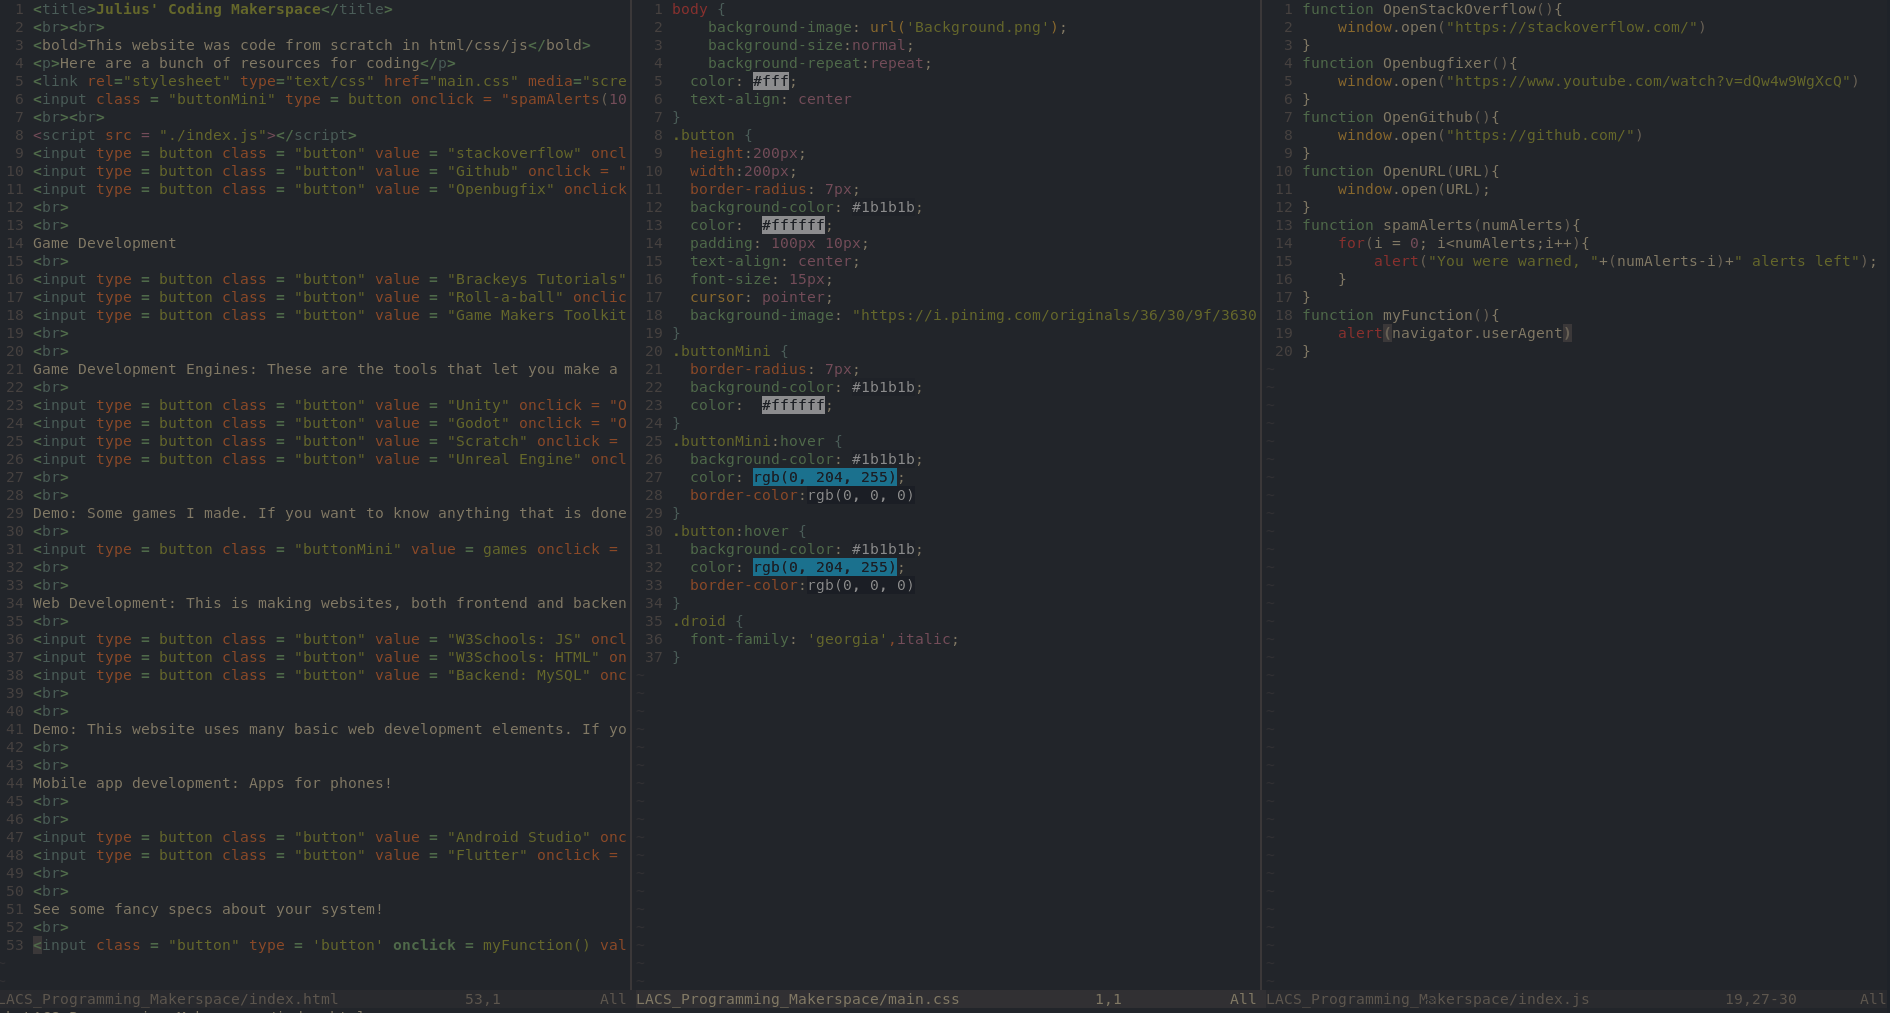 1 <title>Julius' Coding Makerspace</title>
2 <br><br>
3 <bold>This website was code from scratch in html/css/js</bold>
4 <p>Here are a bunch of resources for coding</p>
5 <link rel="stylesheet" type="text/css" href="main.css" media="scre
6 <input class = "buttonMini" type = button onclick = "spamAlerts(10
7 <br><br>
8 <script src = "./index.js"></script>
9 <input type = button class = "button" value = "stackoverflow" oncl
10 <input type = button class = "button" value = "Github" onclick = "
11 <input type = button class = "button" value = "Openbugfix" onclick
12 <br>
13 <br>
14 Game Development
15 <br>
16 <input type = button class = "button" value = "Brackeys Tutorials"
17 <input type = button class = "button" value = "Roll-a-ball" onclic
18 <input type = button class = "button" value = "Game Makers Toolkit
19 <br>
20 <br>
21 Game Development Engines: These are the tools that let you make a
22 <br>
23 <input type = button class = "button" value = "Unity" onclick = "O
24 <input type = button class = "button" value = "Godot" onclick = "O
25 <input type = button class = "button" value = "Scratch" onclick =
26 <input type = button class = "button" value = "Unreal Engine" oncl
27 <br>
28 <br>
29 Demo: Some games I made. If you want to know anything that is done
30 <br>
31 <input type = button class = "buttonMini" value = games onclick =
32 <br>
33 <br>
34 Web Development: This is making websites, both frontend and backen
35 <br>
36 <input type = button class = "button" value = "W3Schools: JS" oncl
37 <input type = button class = "button" value = "W3Schools: HTML" on
38 <input type = button class = "button" value = "Backend: MySQL" onc
39 <br>
40 <br>
41 Demo: This website uses many basic web development elements. If yo
42 <br>
43 <br>
44 Mobile app development: Apps for phones!
45 <br>
46 <br>
47 <input type = button class = "button" value = "Android Studio" onc
48 <input type = button class = "button" value = "Flutter" onclick =
49 <br>
50 <br>
51 See some fancy specs about your system!
52 <br>
53 <input class = "button" type = 'button' onclick = myFunction() val
~
~
LACS_Programming_Makerspace/index.html 53,1 All
1 body {
2     background-image: url('Background.png');
3     background-size:normal;
4     background-repeat:repeat;
5   color: #fff;
6   text-align: center
7 }
8 .button {
9   height:200px;
10   width:200px;
11   border-radius: 7px;
12   background-color: #1b1b1b;
13   color:  #ffffff;
14   padding: 100px 10px;
15   text-align: center;
16   font-size: 15px;
17   cursor: pointer;
18   background-image: "https://i.pinimg.com/originals/36/30/9f/3630
19 }
20 .buttonMini {
21   border-radius: 7px;
22   background-color: #1b1b1b;
23   color:  #ffffff;
24 }
25 .buttonMini:hover {
26   background-color: #1b1b1b;
27   color: rgb(0, 204, 255);
28   border-color:rgb(0, 0, 0)
29 }
30 .button:hover {
31   background-color: #1b1b1b;
32   color: rgb(0, 204, 255);
33   border-color:rgb(0, 0, 0)
34 }
35 .droid {
36   font-family: 'georgia',italic;
37 }
LACS_Programming_Makerspace/main.css 1,1 All
1 function OpenStackOverflow(){
2     window.open("https://stackoverflow.com/")
3 }
4 function Openbugfixer(){
5     window.open("https://www.youtube.com/watch?v=dQw4w9WgXcQ")
6 }
7 function OpenGithub(){
8     window.open("https://github.com/")
9 }
10 function OpenURL(URL){
11     window.open(URL);
12 }
13 function spamAlerts(numAlerts){
14     for(i = 0; i<numAlerts;i++){
15         alert("You were warned, "+(numAlerts-i)+" alerts left");
16     }
17 }
18 function myFunction(){
19     alert(navigator.userAgent)
20 }
LACS_Programming_Makerspace/index.js 19,27-30 All